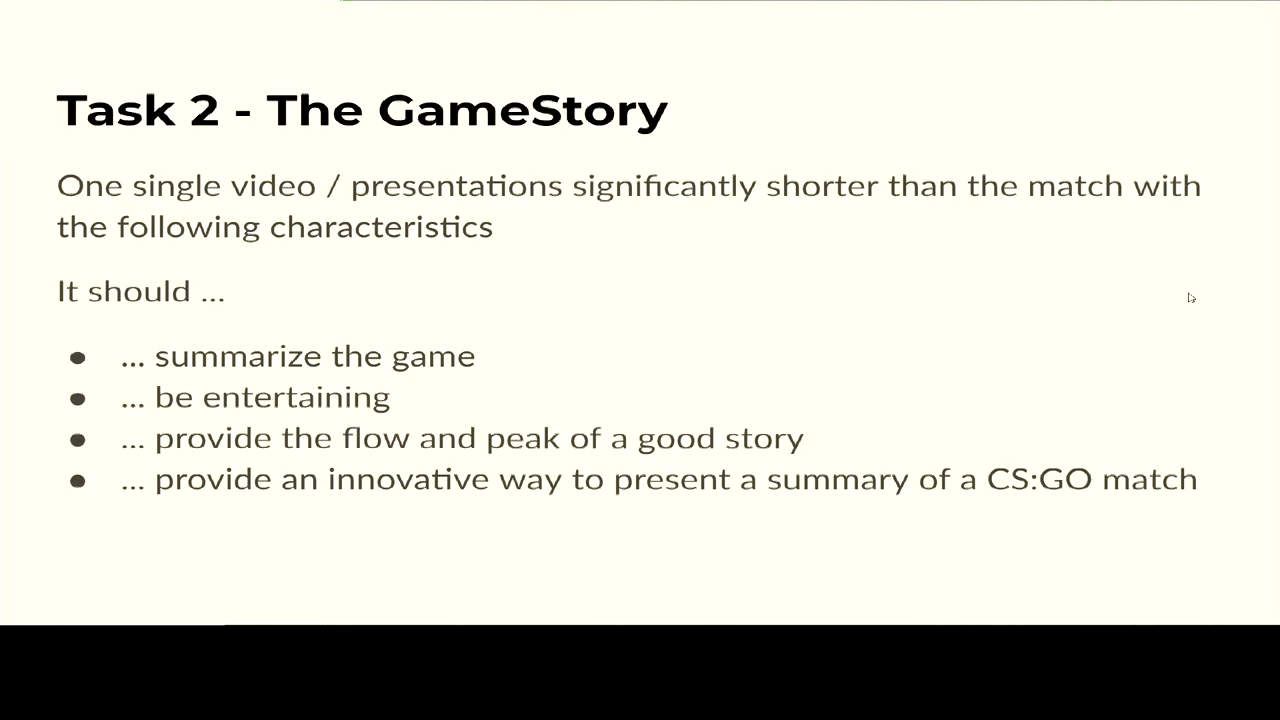 Task 2 - The GameStory
One single video / presentations significantly shorter than the match with
the following characteristics
It should ...
● ... summarize the game
● ... be entertaining
● ... provide the flow and peak of a good story
● ... provide an innovative way to present a summary of a CS:GO match